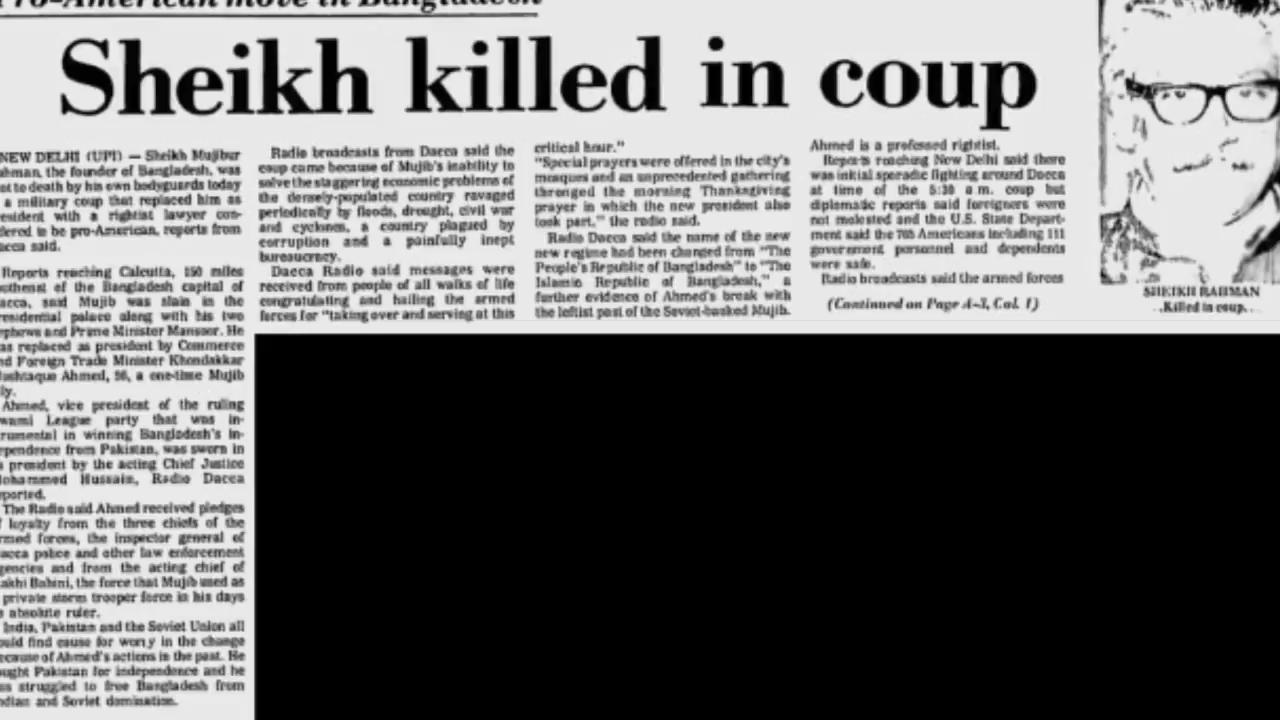 Pro-American move in Bangladesh
Sheikh killed in coup
NEW DELHI (UPI) — Sheikh Mujibur
ahman, the founder of Bangladesh, was
ot to death by his own bodyguards today
a military coup that replaced him as
esident with a rightist lawyer con-
dered to be pro-American, reports from
acca said.
Reports reaching Calcutta, 150 miles
outheast of the Bangladesh capital of
acca, said Mujib was slain in the
residential palace along with his two
ephews and Prime Minister Mansoor. He
as replaced as president by Commerce
nd Foreign Trade Minister Khondakkar
ushtaque Ahmed, 56, a one-time Mujib
ly.
Ahmed, vice president of the ruling
wami League party that was in-
rumental in winning Bangladesh's in-
ependence from Pakistan, was sworn in
s president by the acting Chief Justice
ohammed Hussain, Radio Dacca
eported.
The Radio said Ahmed received pledges
f loyalty from the three chiefs of the
rmed forces, the inspector general of
acca police and other law enforcement
gencies and from the acting chief of
akhi Bahini, the force that Mujib used as
private storm trooper force in his days
s absolute ruler.
India, Pakistan and the Soviet Union all
ould find cause for worry in the change
ecause of Ahmed's actions in the past. He
ught Pakistan for independence and he
as struggled to free Bangladesh from
ndian and Soviet domination.
Radio broadcasts from Dacca said the
coup came because of Mujib's inability to
solve the staggering economic problems of
the densely-populated country ravaged
periodically by floods, drought, civil war
and cyclones, a country plagued by
corruption and a painfully inept
bureaucracy.
Dacca Radio said messages were
received from people of all walks of life
congratulating and hailing the armed
forces for "taking over and serving at this
critical hour."
"Special prayers were offered in the city's
mosques and an unprecedented gathering
thronged the morning Thanksgiving
prayer in which the new president also
took part," the radio said.
Radio Dacca said the name of the new
new regime had been changed from "The
People's Republic of Bangladesh" to "The
Islamic Republic of Bangladesh," a
further evidence of Ahmed's break with
the leftist past of the Soviet-backed Mujib.
Ahmed is a professed rightist.
Reports reaching New Delhi said there
was initial sporadic fighting around Dacca
at time of the 5:30 a.m. coup but
diplomatic reports said foreigners were
not molested and the U.S. State Depart-
ment said the 705 Americans including 111
government personnel and dependents
were safe.
Radio broadcasts said the armed forces
(Continued on Page A-3, Col. 1)
SHEIKH RAHMAN
..Killed in coup..